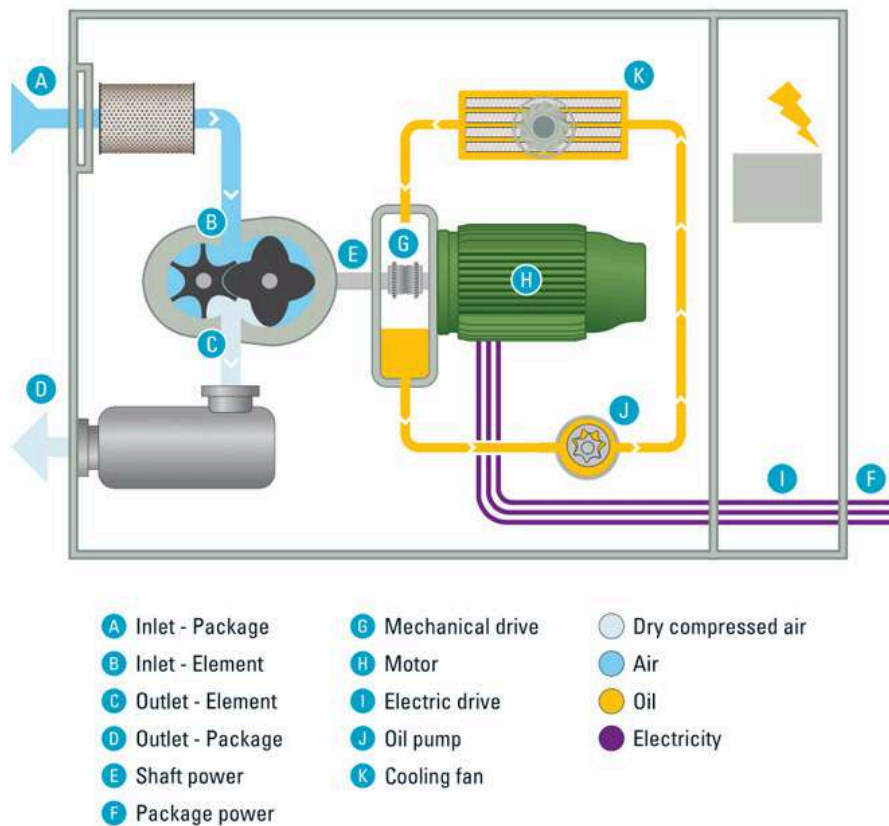 A
K
B
G
E
H
C
D
J
I
F
A Inlet - Package
B Inlet - Element
C Outlet - Element
D Outlet - Package
E Shaft power
F Package power
G Mechanical drive
H Motor
I Electric drive
J Oil pump
K Cooling fan
Dry compressed air
Air
Oil
Electricity